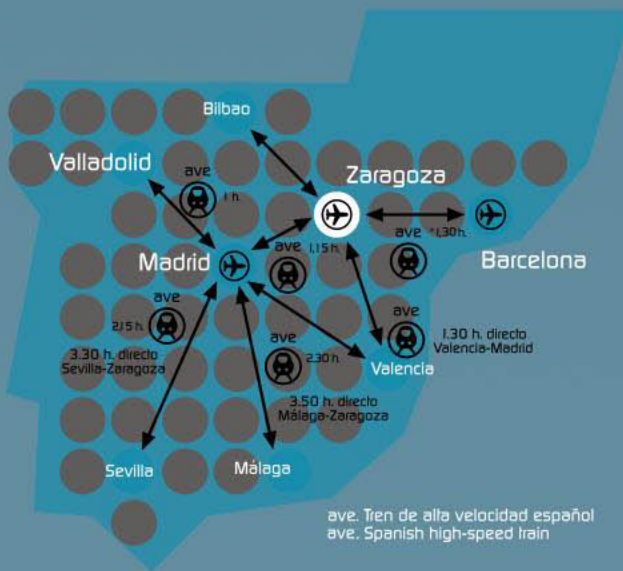 Bilbao
Valladolid
Zaragoza
ave
1 h.
ave
1,15 h.
ave
*1,30 h.
Madrid
Barcelona
ave
2,15 h.
ave
2.30 h.
ave
1.30 h. directo
Valencia-Madrid
3.30 h. directo
Sevilla-Zaragoza
Valencia
3.50 h. directo
Málaga-Zaragoza
Sevilla
Málaga
ave. Tren de alta velocidad español
ave. Spanish high-speed train